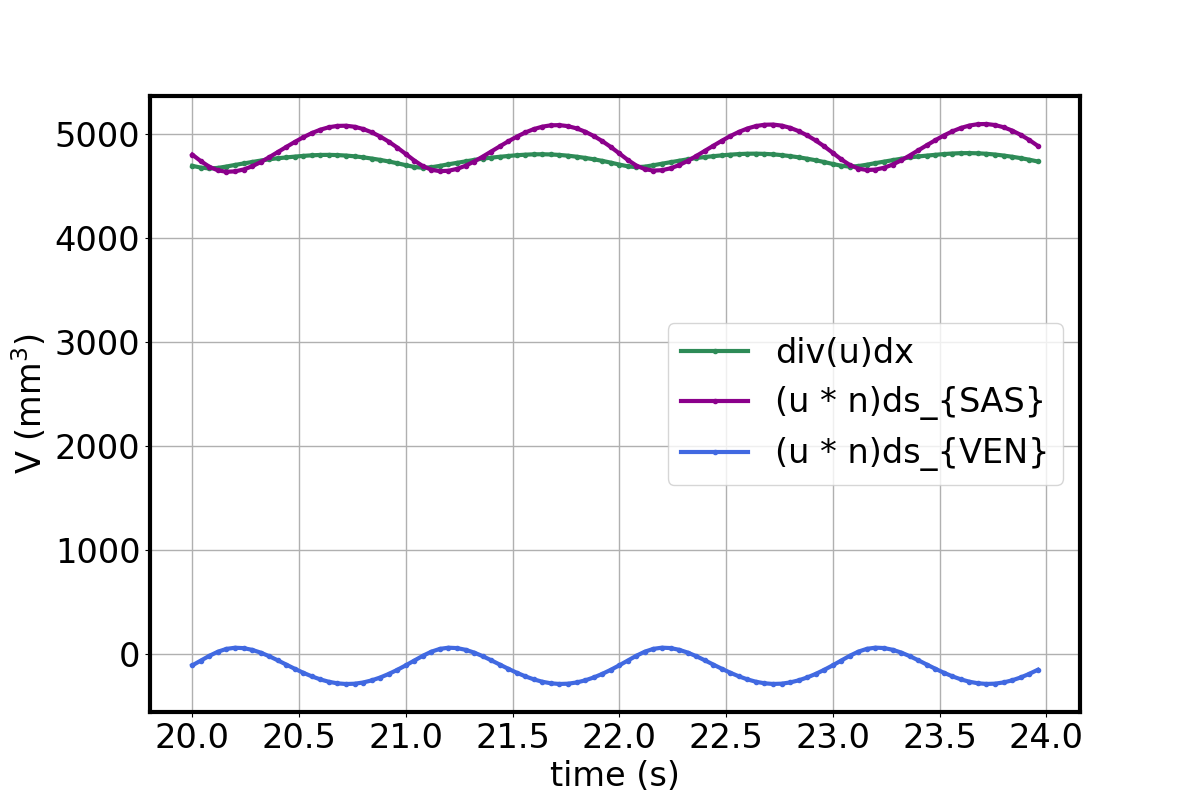 5000
4000
3000
2000
1000
0
V (mm³)
div(u)dx
(u * n)ds_{SAS}
(u * n)ds_{VEN}
20.0 20.5 21.0 21.5 22.0 22.5 23.0 23.5 24.0
time (s)